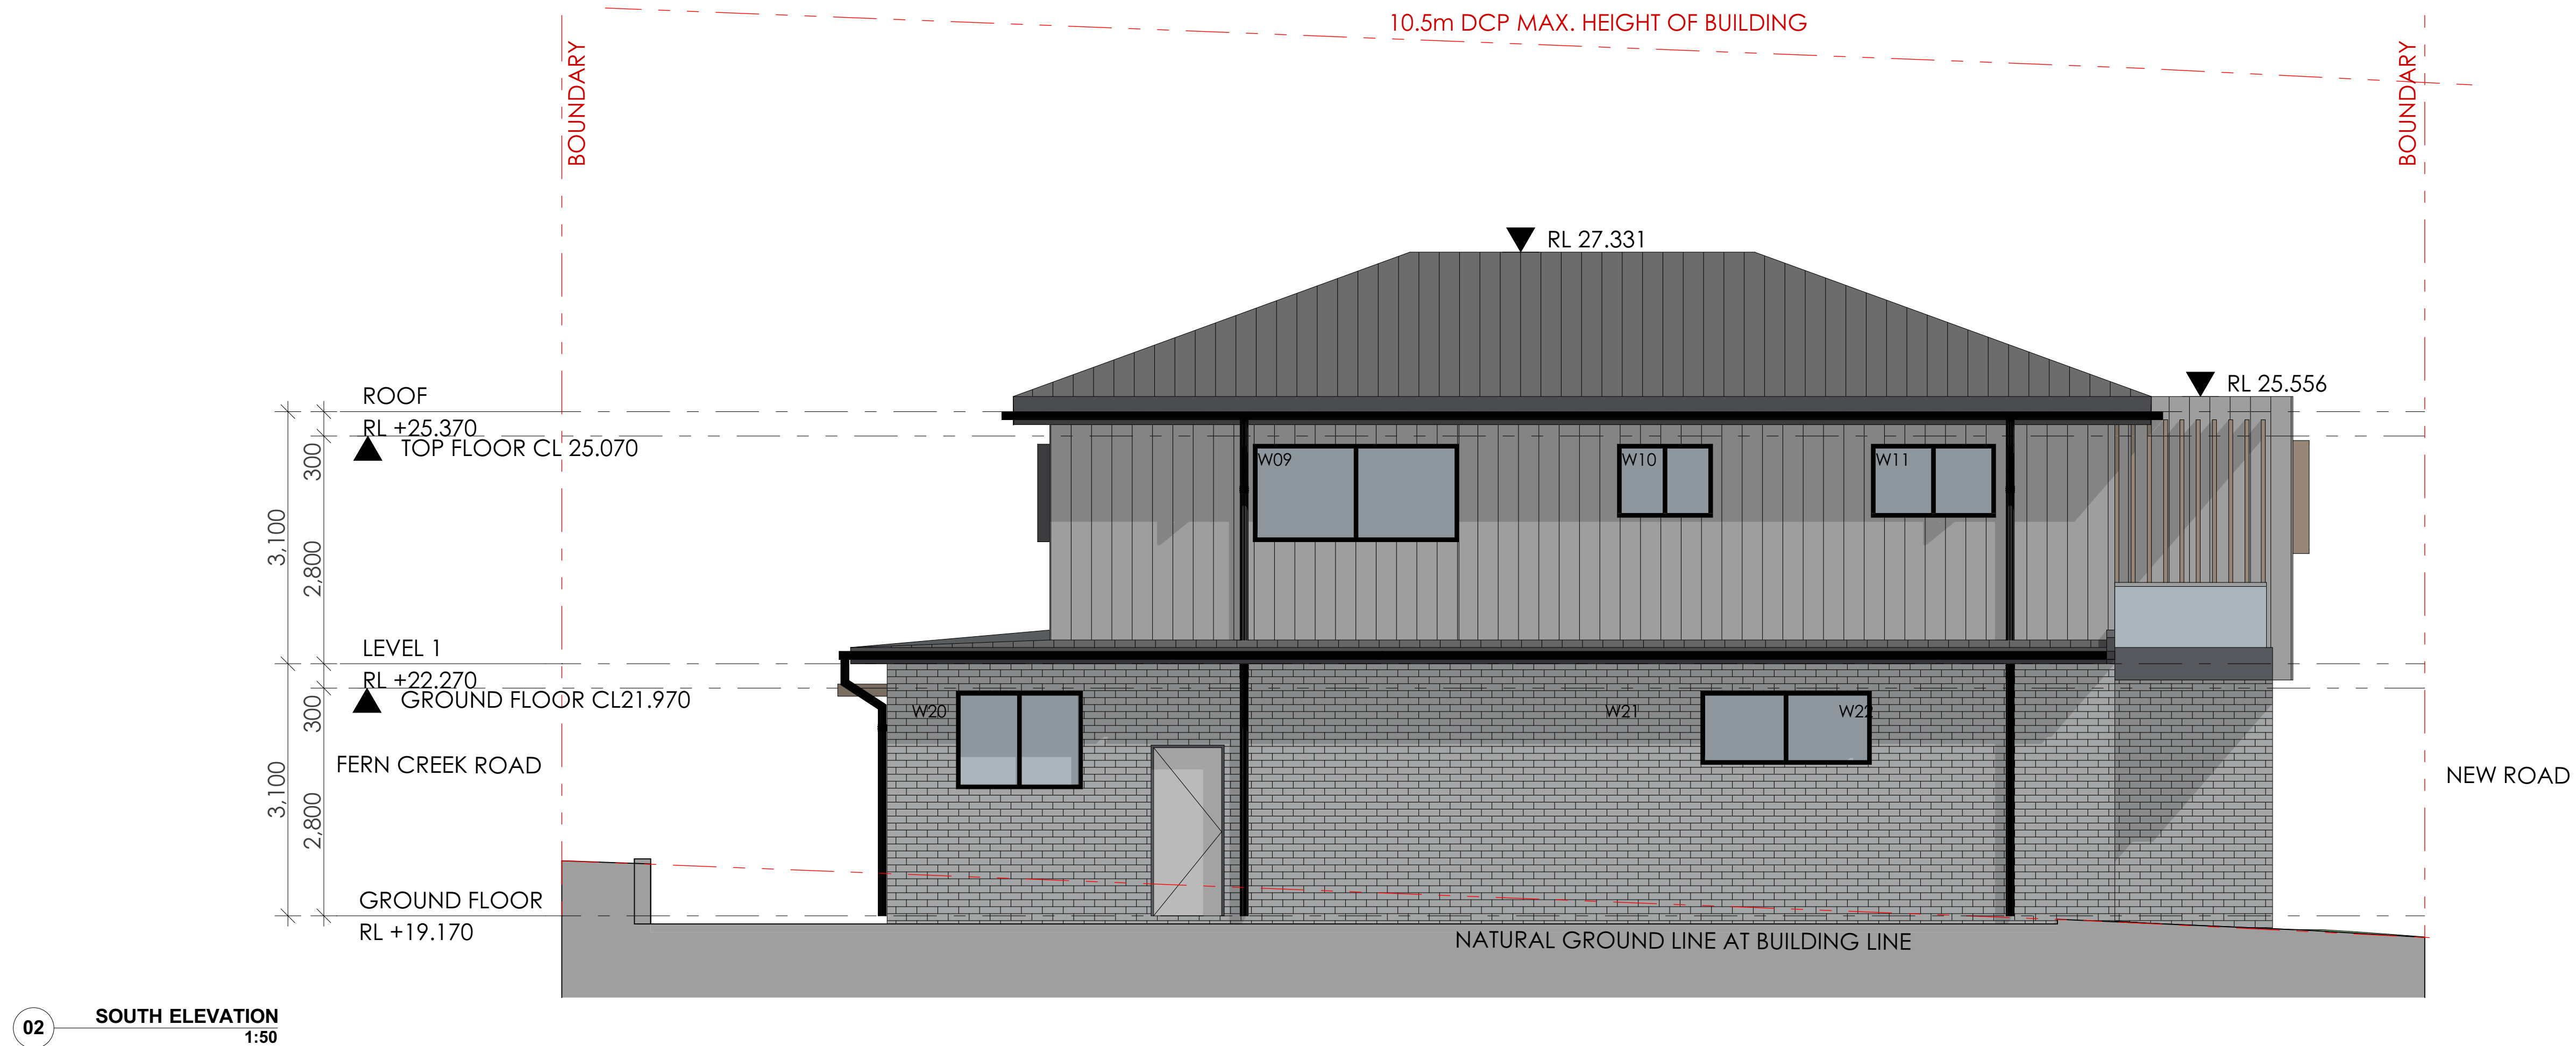 10.5m DCP MAX. HEIGHT OF BUILDING
BOUNDARY
BOUNDARY
RL 27.331
RL 25.556
ROOF
RL +25.370
TOP FLOOR CL 25.070
300
3,100
2,800
W09
W10
W11
LEVEL 1
RL +22.270
GROUND FLOOR CL21.970
300
3,100
2,800
W20
W21
W22
FERN CREEK ROAD
NEW ROAD
GROUND FLOOR
RL +19.170
NATURAL GROUND LINE AT BUILDING LINE
02
SOUTH ELEVATION
1:50